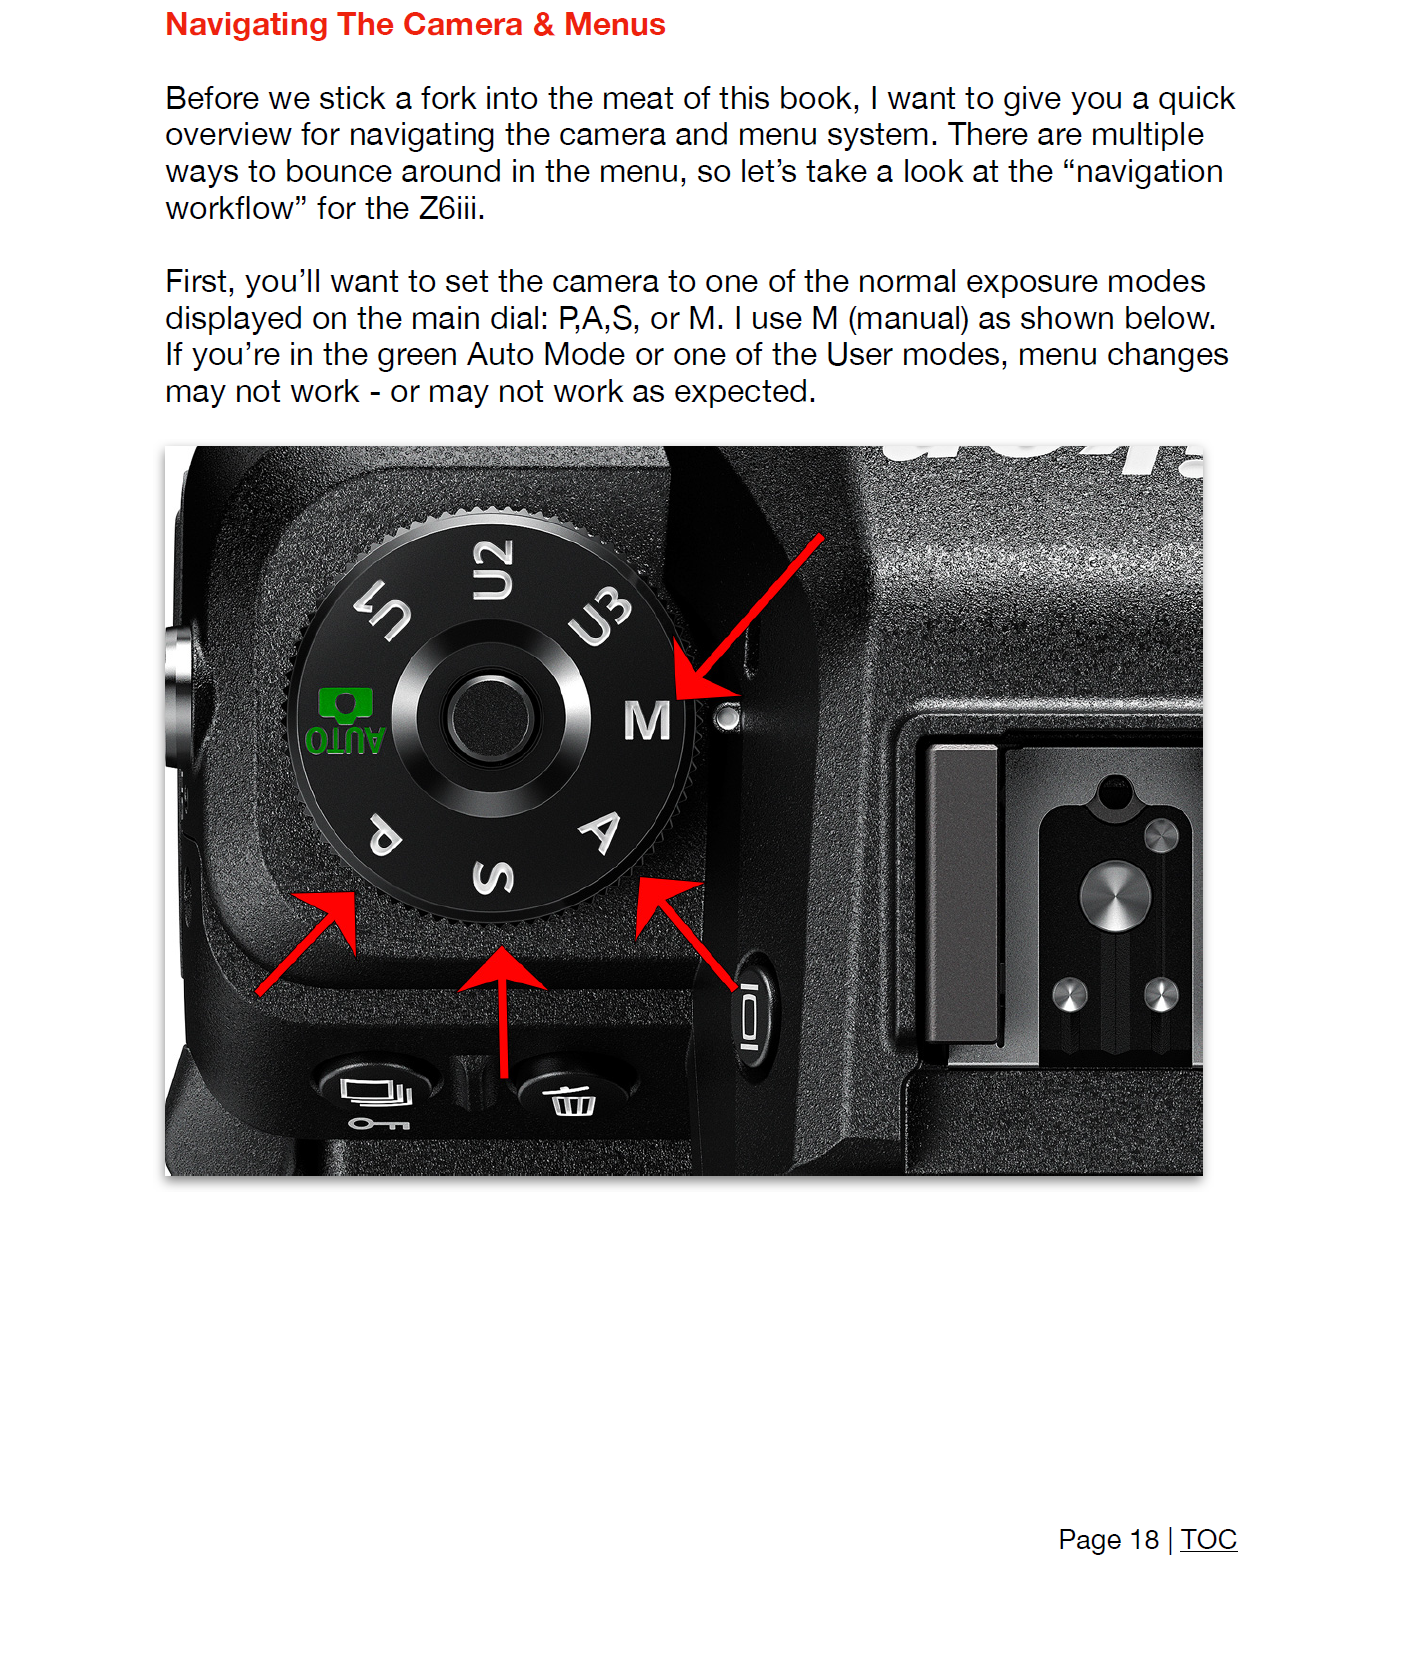 Navigating The Camera & Menus
Before we stick a fork into the meat of this book, I want to give you a quick
overview for navigating the camera and menu system. There are multiple
ways to bounce around in the menu, so let’s take a look at the “navigation
workflow” for the Z6iii.
First, you’ll want to set the camera to one of the normal exposure modes
displayed on the main dial: P,A,S, or M. I use M (manual) as shown below.
If you’re in the green Auto Mode or one of the User modes, menu changes
may not work - or may not work as expected.
U1
U2
U3
M
AUTO
P
S
A
Page 18 | TOC